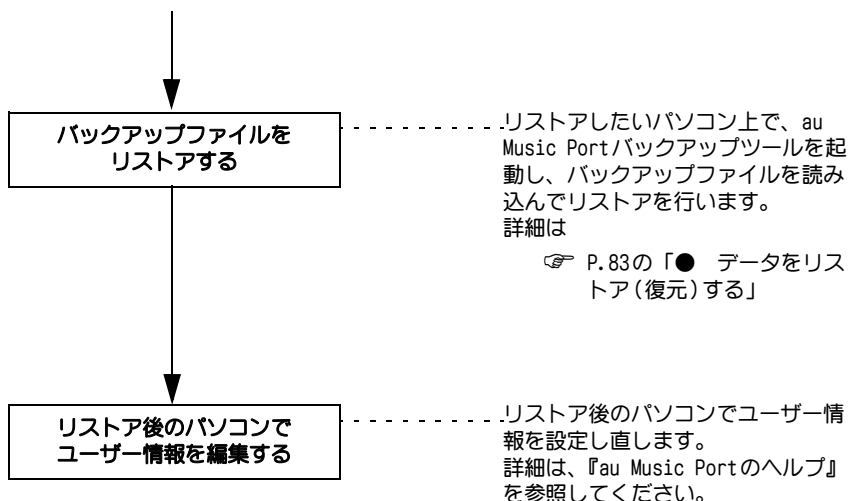 バックアップファイルを
リストアする
リストアしたいパソコン上で、au
Music Portバックアップツールを起
動し、バックアップファイルを読み
込んでリストアを行います。
詳細は
☞ P.83の「● データをリス
トア(復元)する」
リストア後のパソコンで
ユーザー情報を編集する
リストア後のパソコンでユーザー情
報を設定し直します。
詳細は、『au Music Portのヘルプ』
を参照してください。